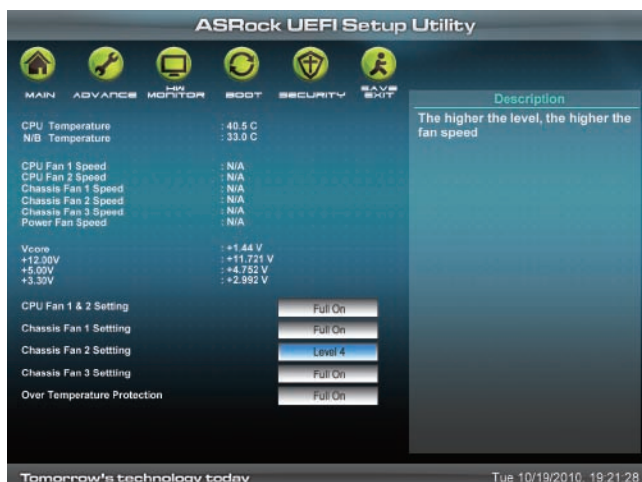 ASRock UEFI Setup Utility
MAIN ADVANCE HW MONITOR BOOT SECURITY SAVE EXIT
Description
The higher the level, the higher the
fan speed
CPU Temperature : 40.5 C
N/B Temperature : 33.0 C
CPU Fan 1 Speed : N/A
CPU Fan 2 Speed : N/A
Chassis Fan 1 Speed : N/A
Chassis Fan 2 Speed : N/A
Chassis Fan 3 Speed : N/A
Power Fan Speed : N/A
Vcore : +1.44 V
+12.00V : +11.721 V
+5.00V : +4.752 V
+3.30V : +2.992 V
CPU Fan 1 & 2 Setting Full On
Chassis Fan 1 Settting Full On
Chassis Fan 2 Settting Level 4
Chassis Fan 3 Settting Full On
Over Temperature Protection Full On
Tomorrow's technology today Tue 10/19/2010, 19:21:28